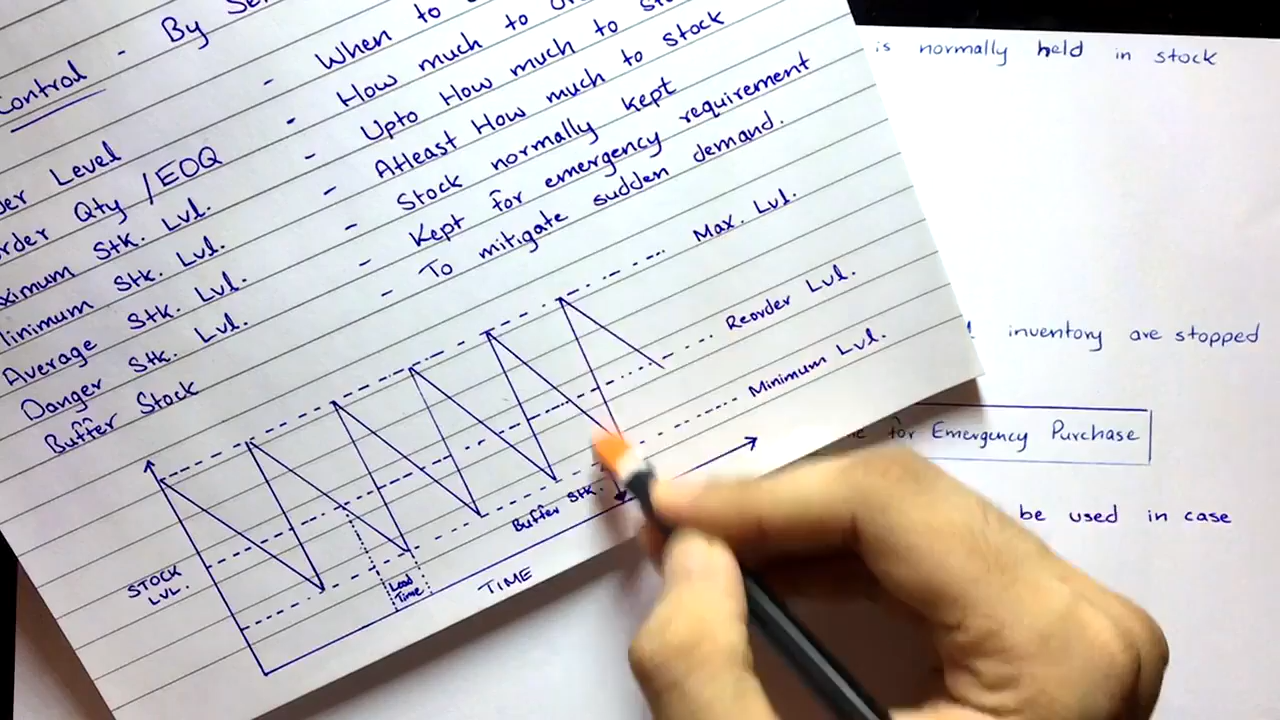 Control - By
Level - When to
Qty / EOQ - How much to
Stk. Lvl. - Upto How much to
Minimum Stk. Lvl. - Atleast How much to stock
Average Stk. Lvl. - Stock normally kept
Danger Stk. Lvl. - Kept for emergency requirement
Buffer Stock - To mitigate sudden demand.
Max. Lvl.
Reorder Lvl.
Minimum Lvl.
Buffer Stk.
STOCK
LVL.
Lead
Time
TIME
is normally held in stock
inventory are stopped
for Emergency Purchase
be used in case